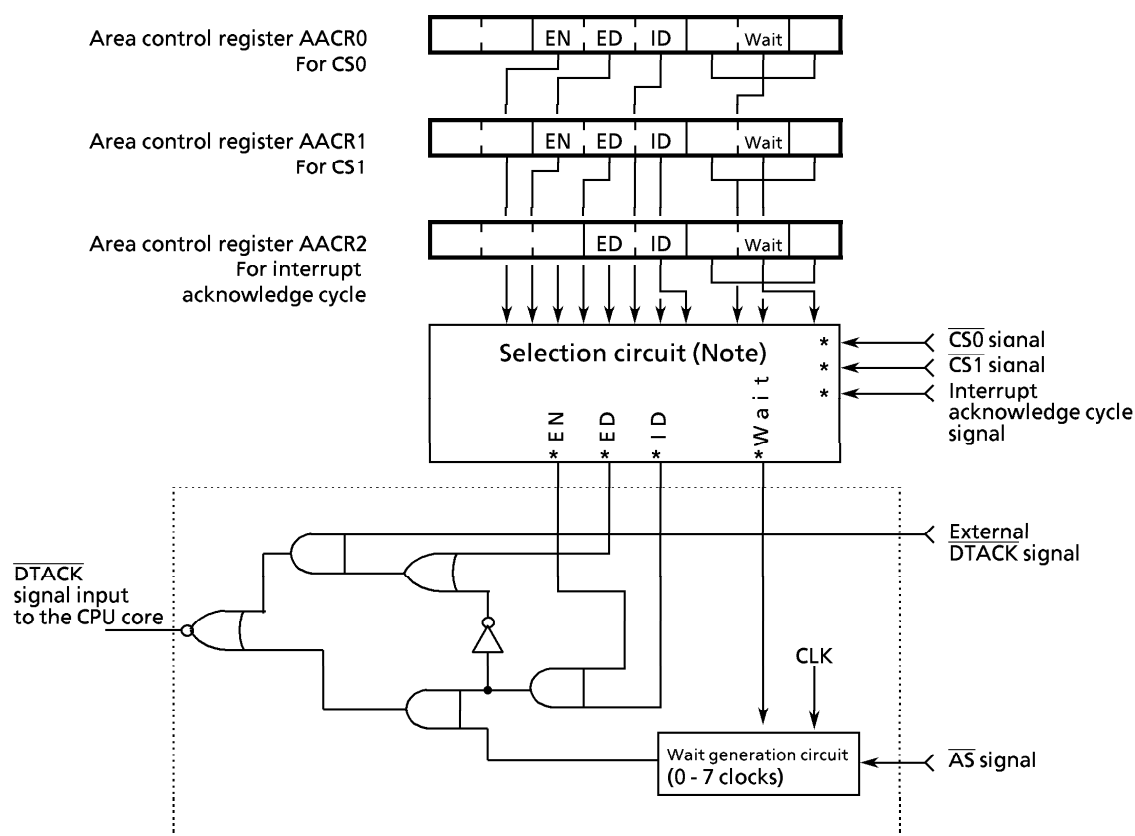 Area control register AACR0
For CS0
EN ED ID Wait
Area control register AACR1
For CS1
EN ED ID Wait
Area control register AACR2
For interrupt
acknowledge cycle
ED ID Wait
Selection circuit (Note)
*
*
*
CS0 signal
CS1 signal
Interrupt
acknowledge cycle
signal
*EN
*ED
*ID
*Wait
External
DTACK signal
DTACK
signal input
to the CPU core
CLK
Wait generation circuit
(0 - 7 clocks)
AS signal